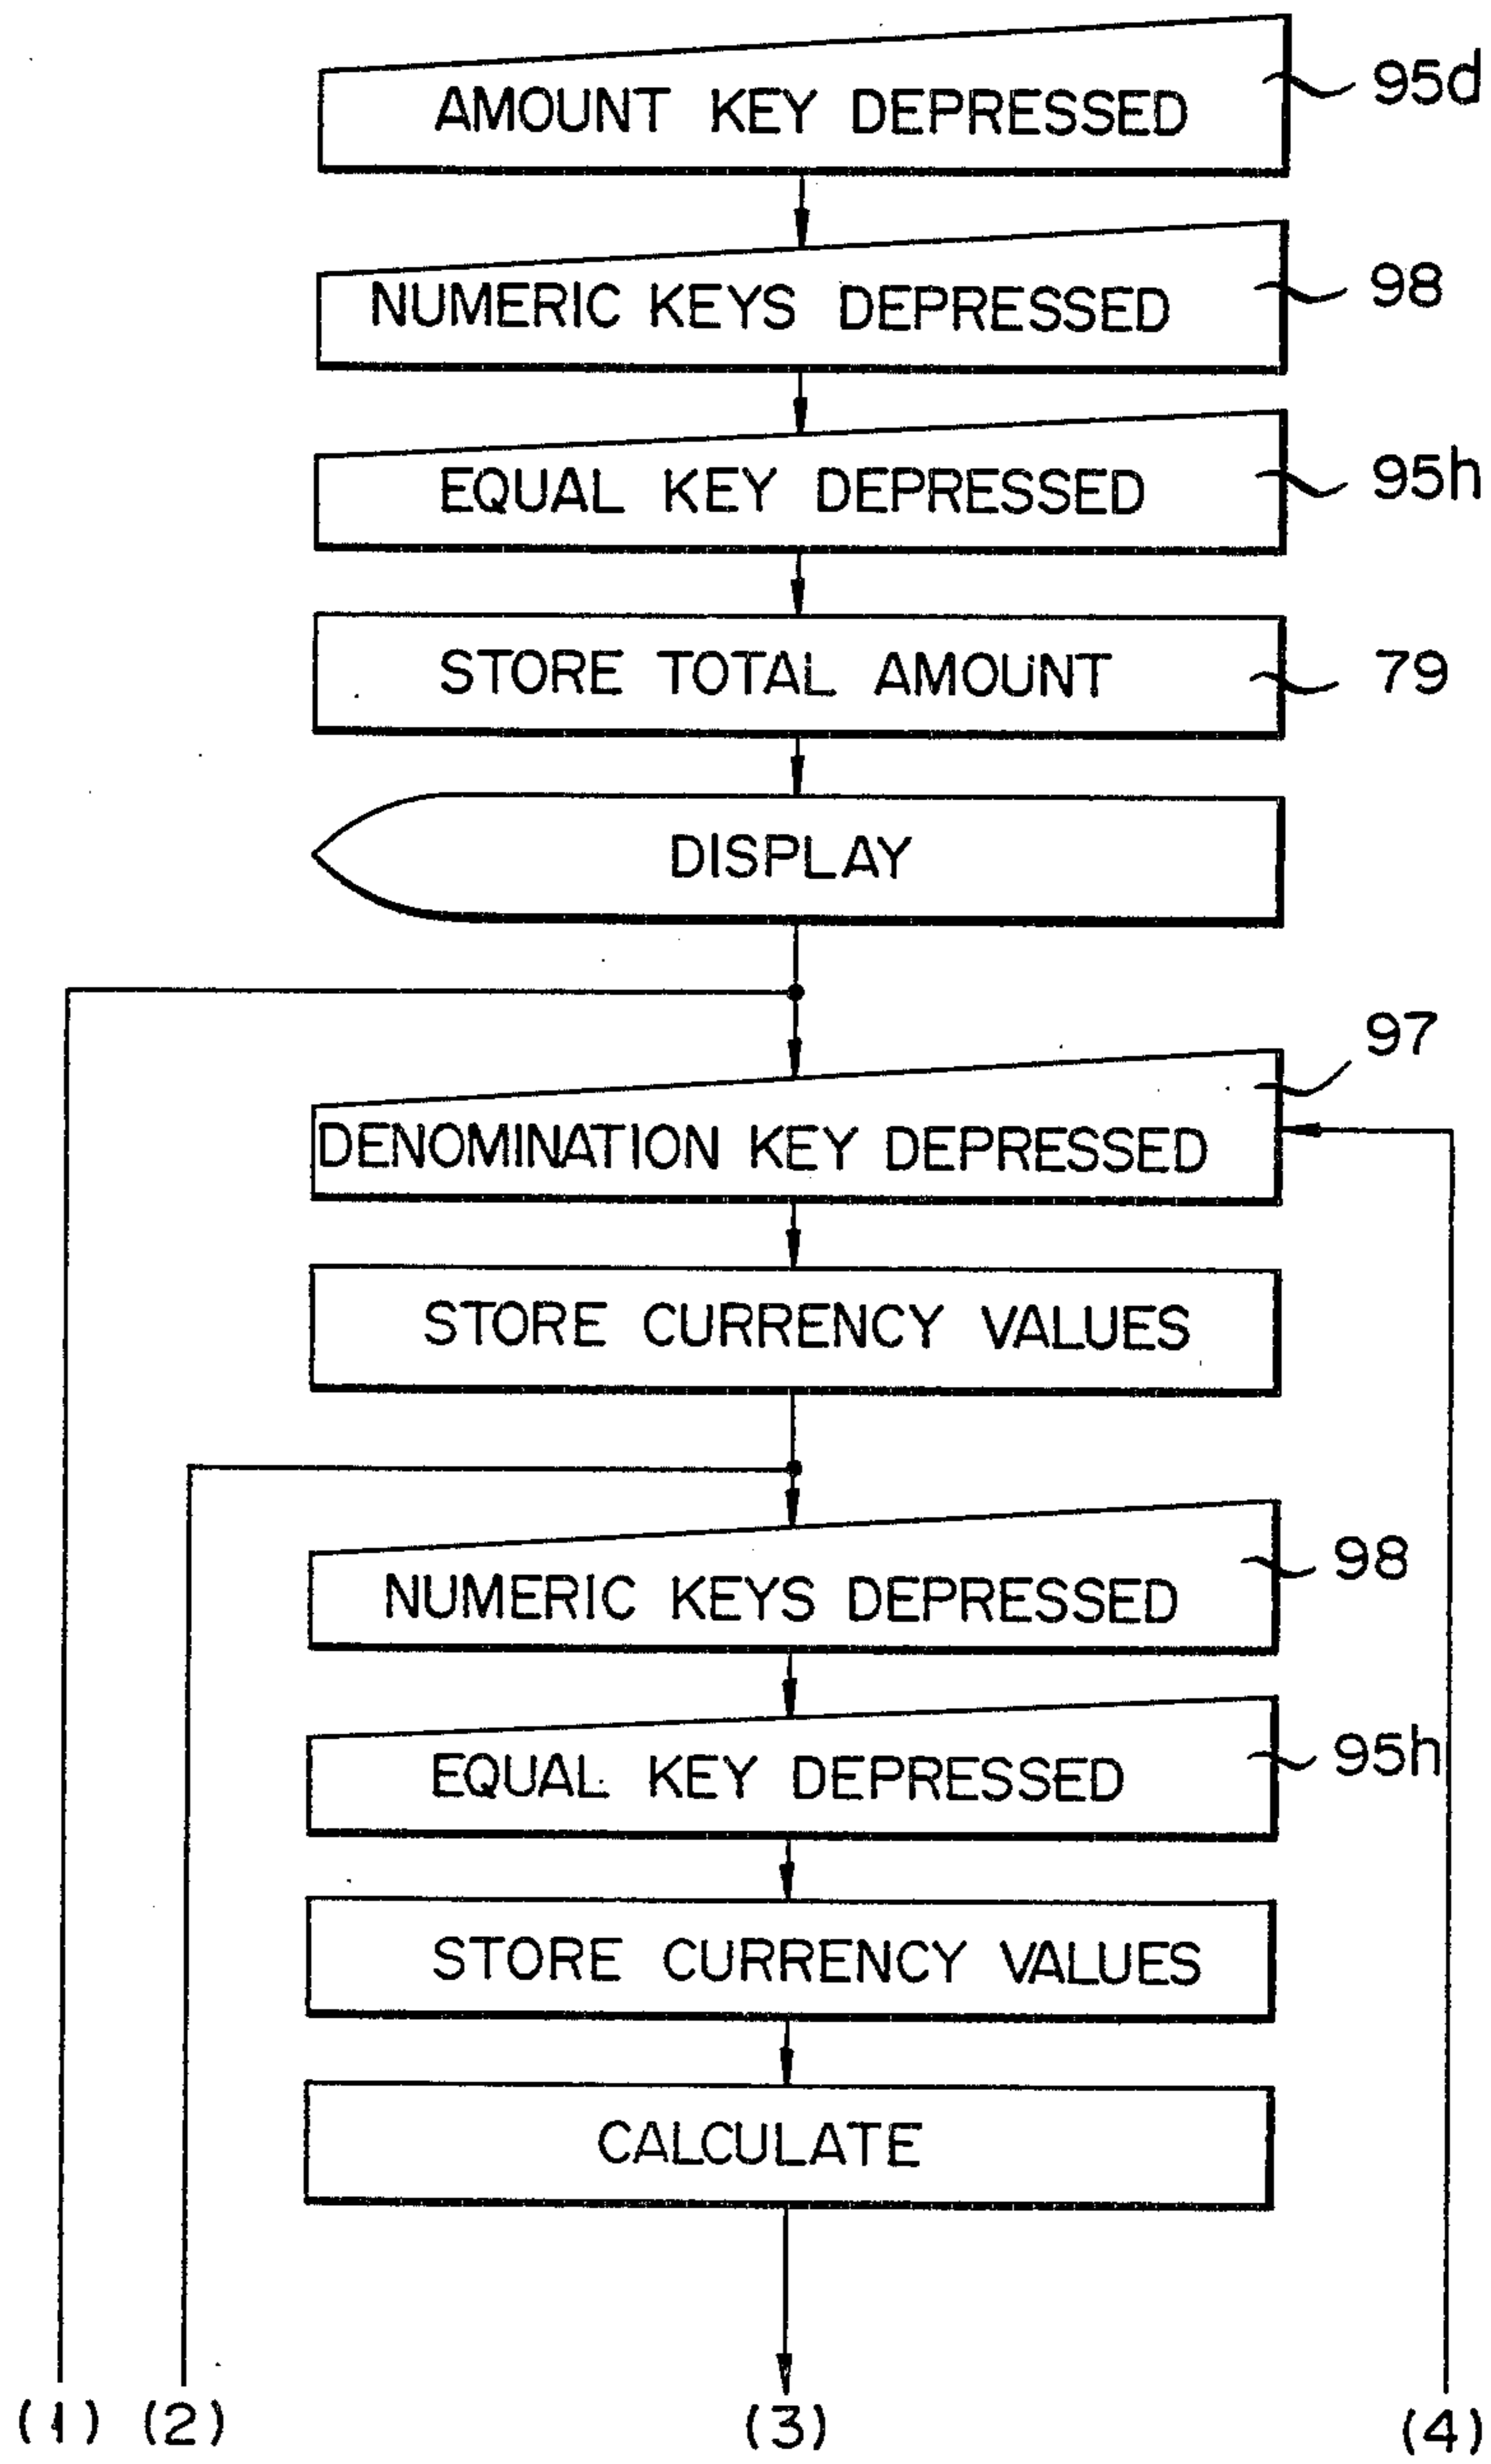 AMOUNT KEY DEPRESSED
95d
NUMERIC KEYS DEPRESSED
98
EQUAL KEY DEPRESSED
95h
STORE TOTAL AMOUNT
79
DISPLAY
97
DENOMINATION KEY DEPRESSED
STORE CURRENCY VALUES
NUMERIC KEYS DEPRESSED
98
EQUAL KEY DEPRESSED
95h
STORE CURRENCY VALUES
CALCULATE
(1) (2) (3) (4)